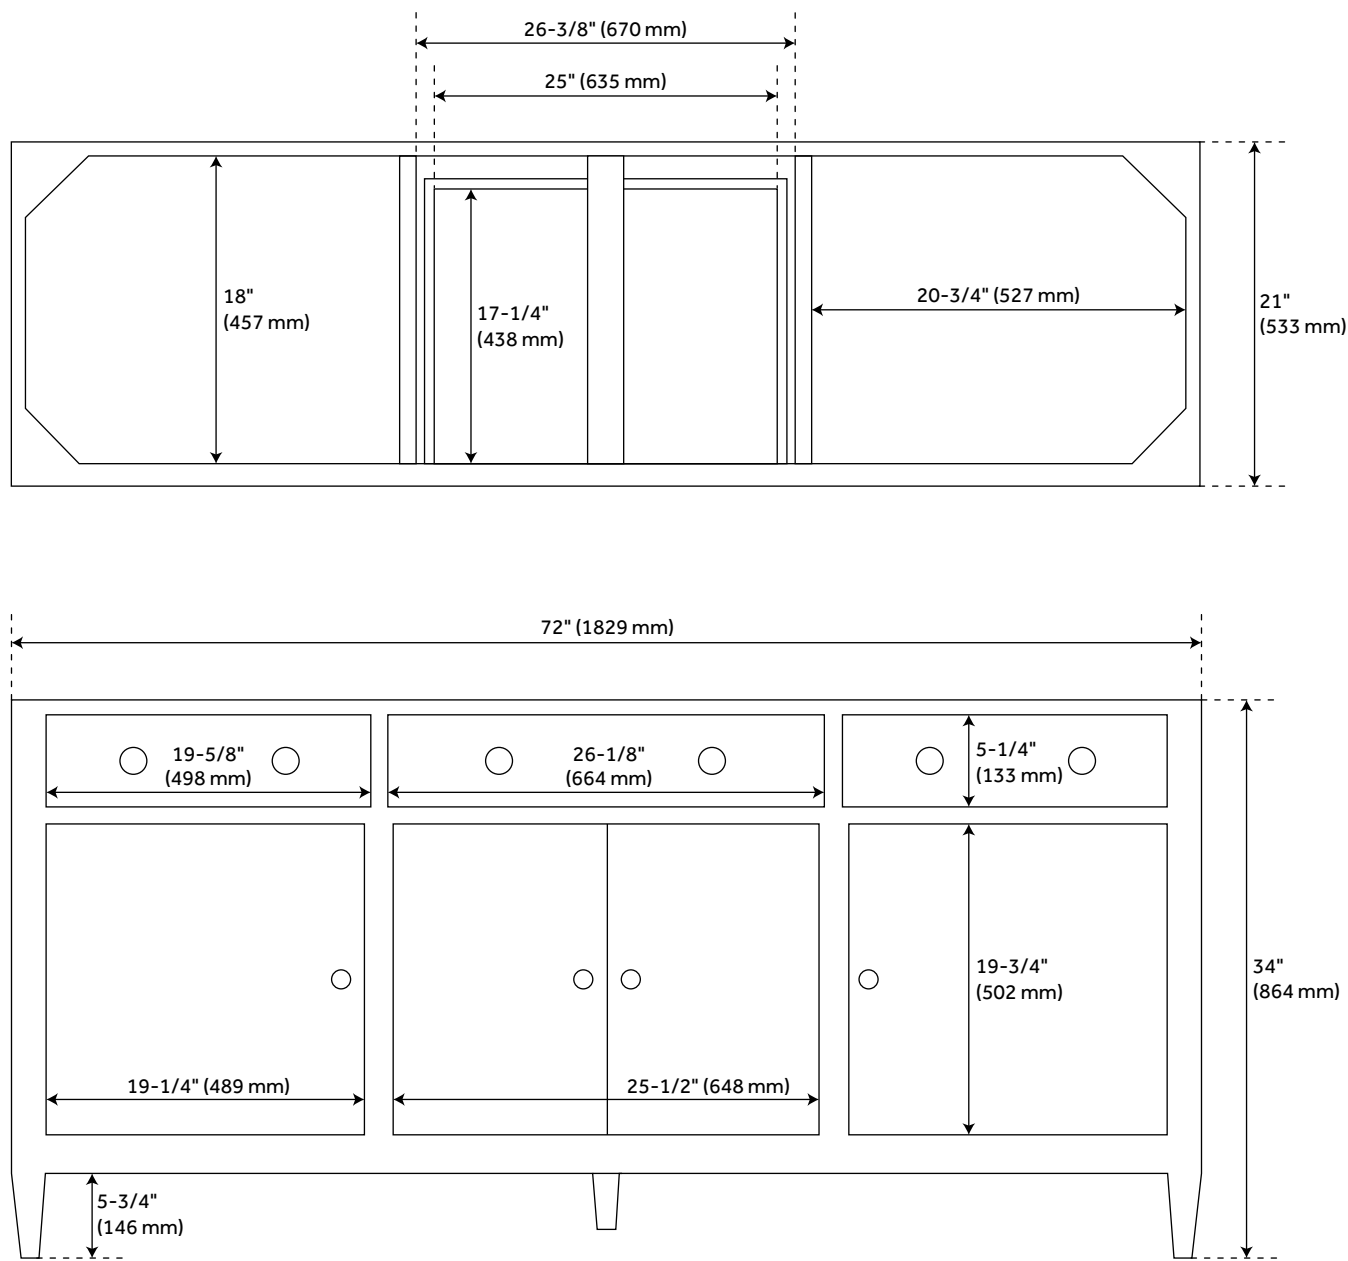 26-3/8" (670 mm)
25" (635 mm)
18"
(457 mm)
17-1/4"
(438 mm)
20-3/4" (527 mm)
21"
(533 mm)
72" (1829 mm)
19-5/8"
(498 mm)
26-1/8"
(664 mm)
5-1/4"
(133 mm)
19-3/4"
(502 mm)
34"
(864 mm)
19-1/4" (489 mm)
25-1/2" (648 mm)
5-3/4"
(146 mm)